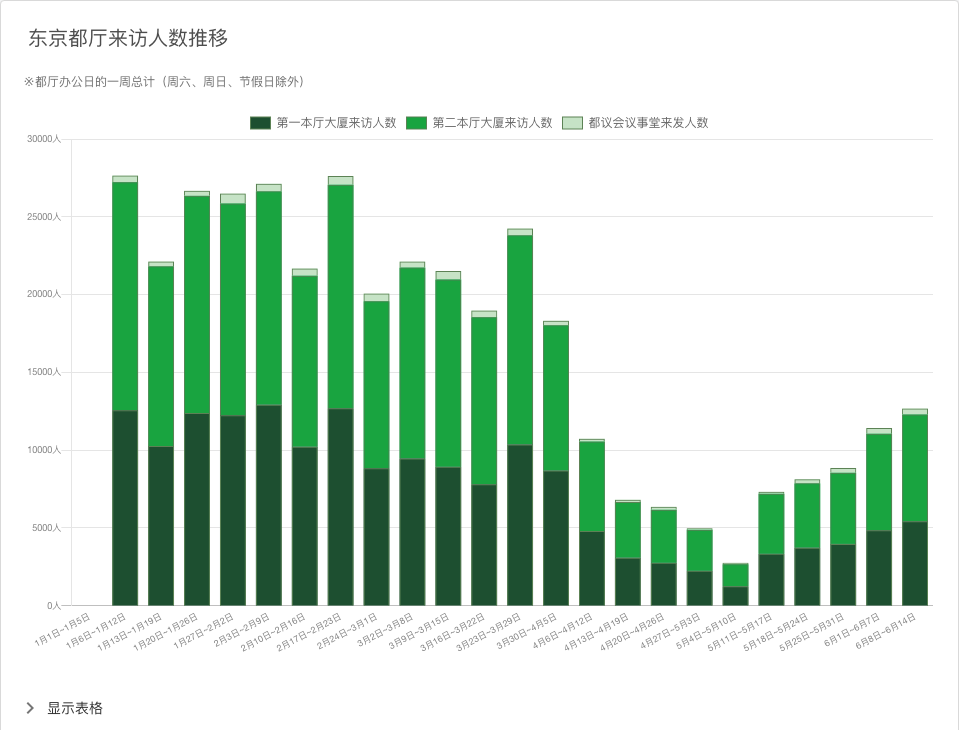 东京都厅来访人数推移
※都厅办公日的一周总计（周六、周日、节假日除外）
第一本厅大厦来访人数 第二本厅大厦来访人数 都议会议事堂来发人数
30000人
25000人
20000人
15000人
10000人
5000人
0人
1月1日~1月5日
1月6日~1月12日
1月13日~1月19日
1月20日~1月26日
1月27日~2月2日
2月3日~2月9日
2月10日~2月16日
2月17日~2月23日
2月24日~3月1日
3月2日~3月8日
3月9日~3月15日
3月16日~3月22日
3月23日~3月29日
3月30日~4月5日
4月6日~4月12日
4月13日~4月19日
4月20日~4月26日
4月27日~5月3日
5月4日~5月10日
5月11日~5月17日
5月18日~5月24日
5月25日~5月31日
6月1日~6月7日
6月8日~6月14日
显示表格